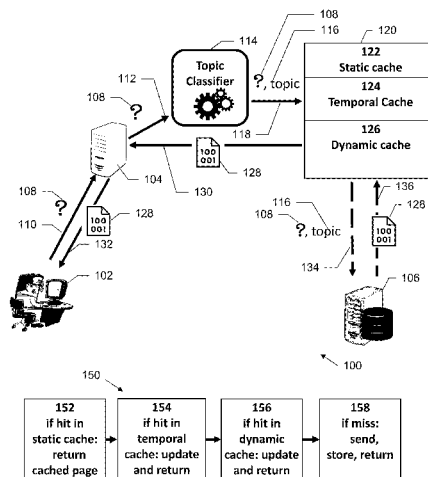 108
116
120
114
122
Static cache
112
Topic
Classifier
?, topic
124
Temporal Cache
108
?
118
126
Dynamic cache
100
001
128
104
130
108
?
128
100
001
136
116
128
110
132
108
?, topic
100
001
102
134
106
100
150
152
if hit in
static cache:
return
cached page
154
if hit in
temporal
cache: update
and return
156
if hit in
dynamic
cache: update
and return
158
if miss:
send,
store, return